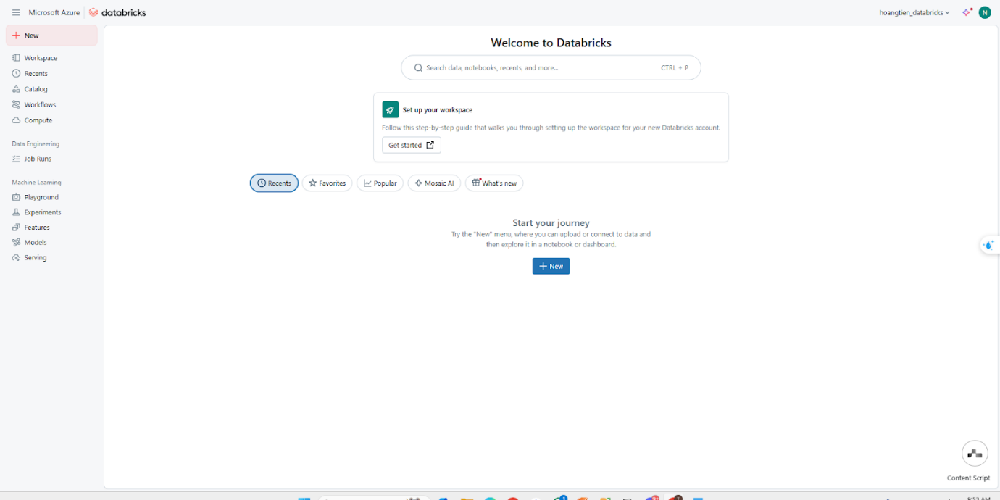 Microsoft Azure databricks hoangtien_databricks N
New
Workspace
Recents
Catalog
Workflows
Compute
Data Engineering
Job Runs
Machine Learning
Playground
Experiments
Features
Models
Serving
Welcome to Databricks
Search data, notebooks, recents, and more... CTRL + P
Set up your workspace
Follow this step-by-step guide that walks you through setting up the workspace for your new Databricks account.
Get started
Recents Favorites Popular Mosaic AI What's new
Start your journey
Try the "New" menu, where you can upload or connect to data and
then explore it in a notebook or dashboard.
New
Content Script
9:53 AM